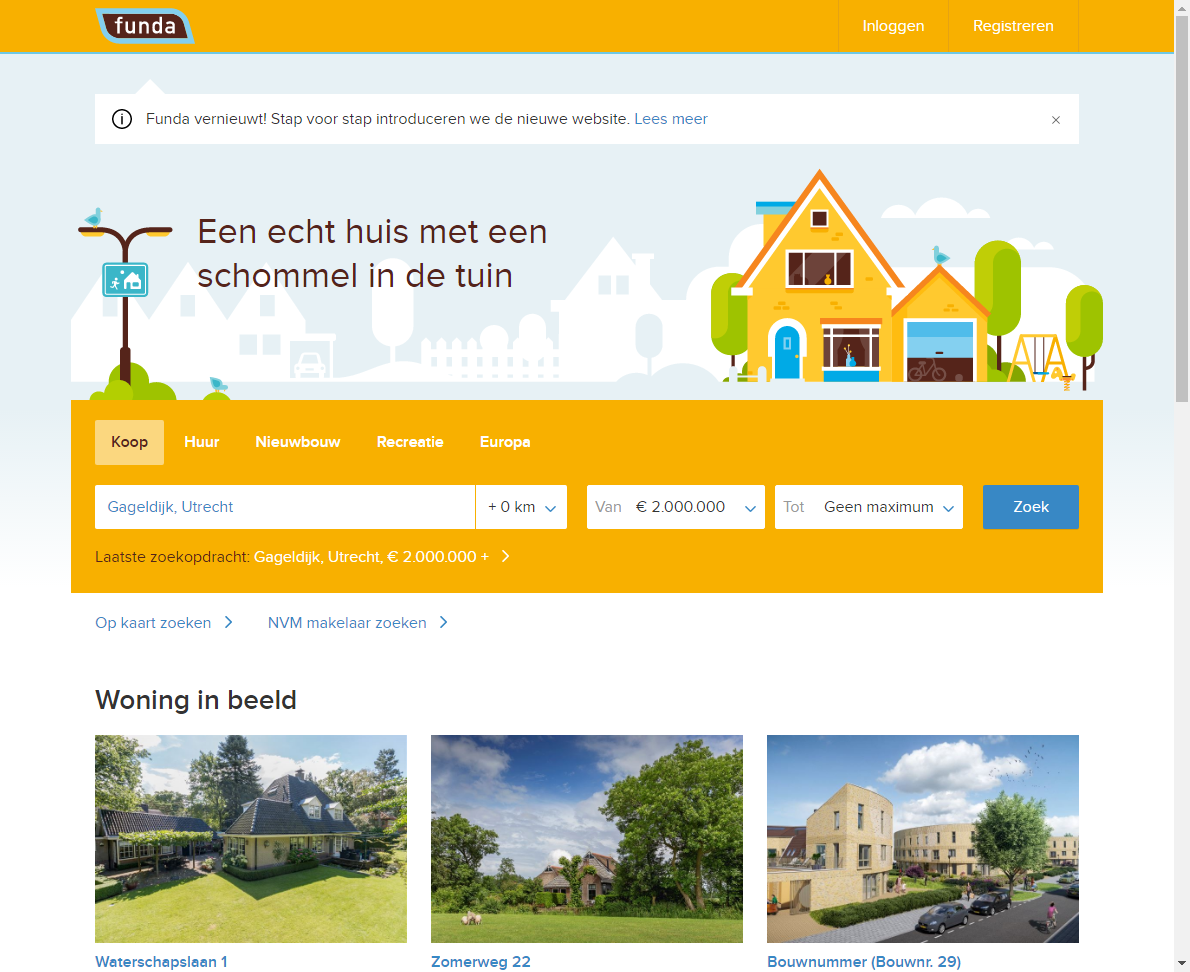 funda
Inloggen
Registreren
Funda vernieuwt! Stap voor stap introduceren we de nieuwe website. Lees meer
Een echt huis met een
schommel in de tuin
Koop
Huur
Nieuwbouw
Recreatie
Europa
Gageldijk, Utrecht
+ 0 km
Van € 2.000.000
Tot Geen maximum
Zoek
Laatste zoekopdracht: Gageldijk, Utrecht, € 2.000.000 +
Op kaart zoeken
NVM makelaar zoeken
Woning in beeld
Waterschapslaan 1
Zomerweg 22
Bouwnummer (Bouwnr. 29)